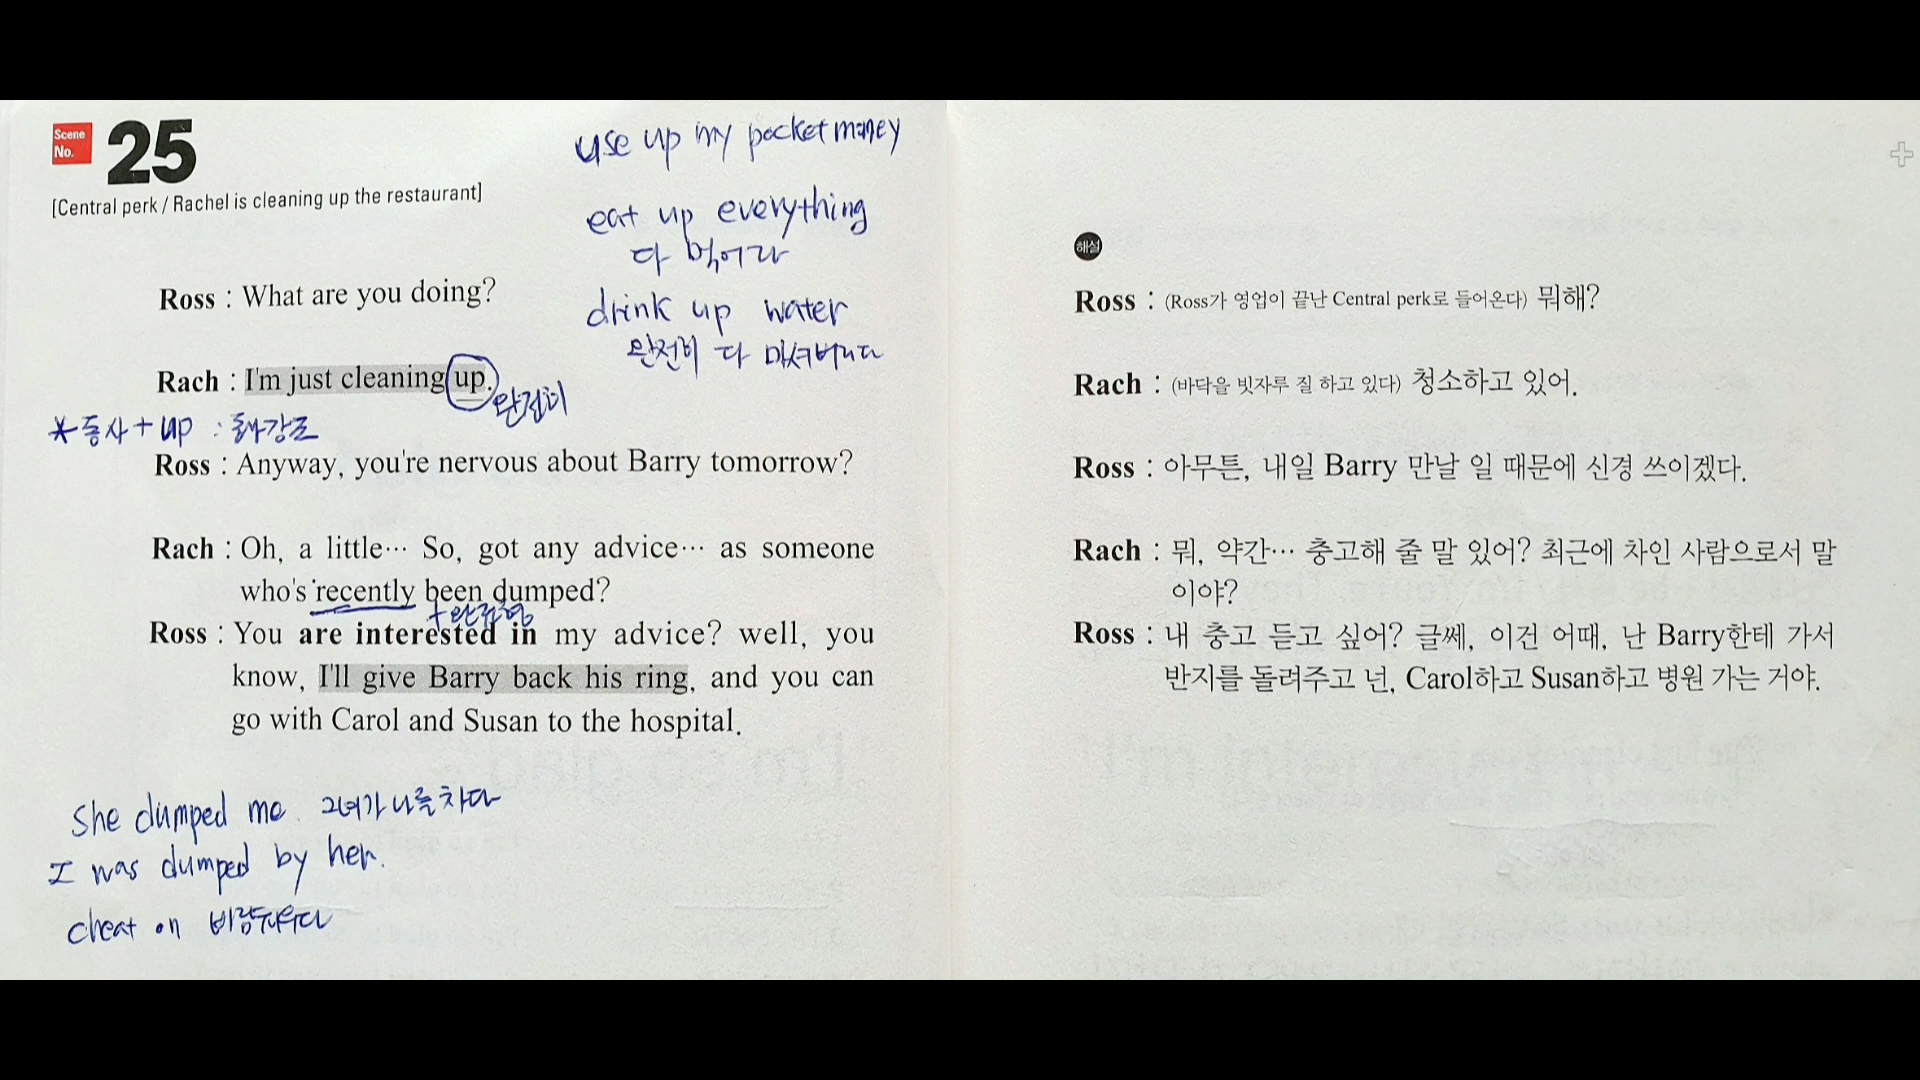 Scene
No. 25
[Central perk / Rachel is cleaning up the restaurant]
use up my pocket money
eat up everything
다 먹어라
drink up water
완전히 다 마셔버리다
Ross : What are you doing?
Rach : I'm just cleaning up.
완전히
* 동사 + up : 동사강조
Ross : Anyway, you're nervous about Barry tomorrow?
Rach : Oh, a little… So, got any advice… as someone
who's recently been dumped?
+ 완료형
Ross : You are interested in my advice? well, you
know, I'll give Barry back his ring, and you can
go with Carol and Susan to the hospital.
She dumped me. 그녀가 나를 차다
I was dumped by her.
cheat on 바람피우다
해설
Ross : (Ross가 영업이 끝난 Central perk로 들어온다) 뭐해?
Rach : (바닥을 빗자루 질 하고 있다) 청소하고 있어.
Ross : 아무튼, 내일 Barry 만날 일 때문에 신경 쓰이겠다.
Rach : 뭐, 약간… 충고해 줄 말 있어? 최근에 차인 사람으로서 말
이야?
Ross : 내 충고 듣고 싶어? 글쎄, 이건 어때, 난 Barry한테 가서
반지를 돌려주고 넌, Carol하고 Susan하고 병원 가는 거야.